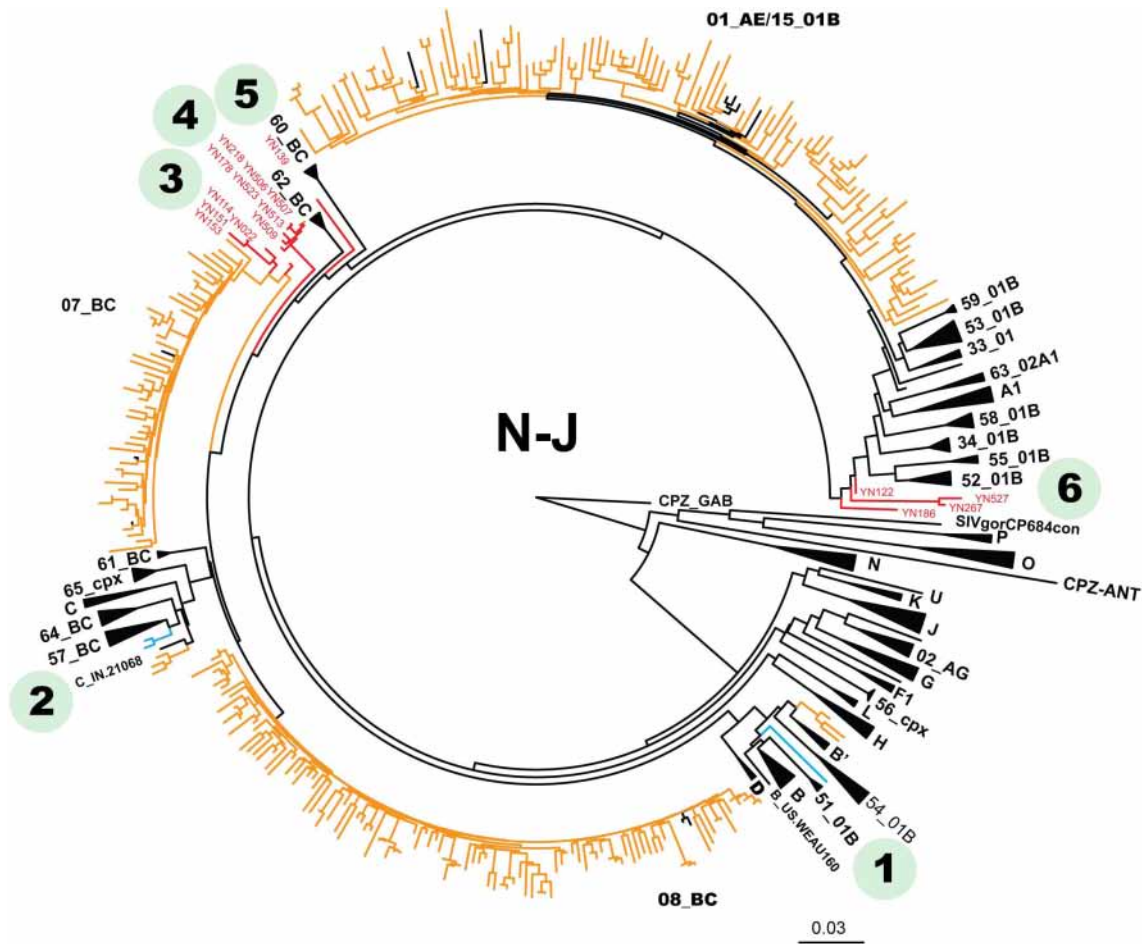 01_AE/15_01B
5
4
3
60_BC
YN139
62_BC
YN218 YN506 YN507
YN178 YN523 YN513
YN509
YN114 YN022
YN151
YN153
07_BC
59_01B
53_01B
33_01
63_02A1
A1
58_01B
34_01B
55_01B
52_01B
6
N-J
YN122
YN527
YN267
YN186
CPZ_GAB
SIVgorCP684con
P
O
CPZ-ANT
N
U
K
J
02_AG
G
F1
56_cpx
L
H
B'
54_01B
51_01B
B
B_US.WEAU160
D
1
61_BC
65_cpx
C
64_BC
57_BC
C_IN.21068
2
08_BC
0.03